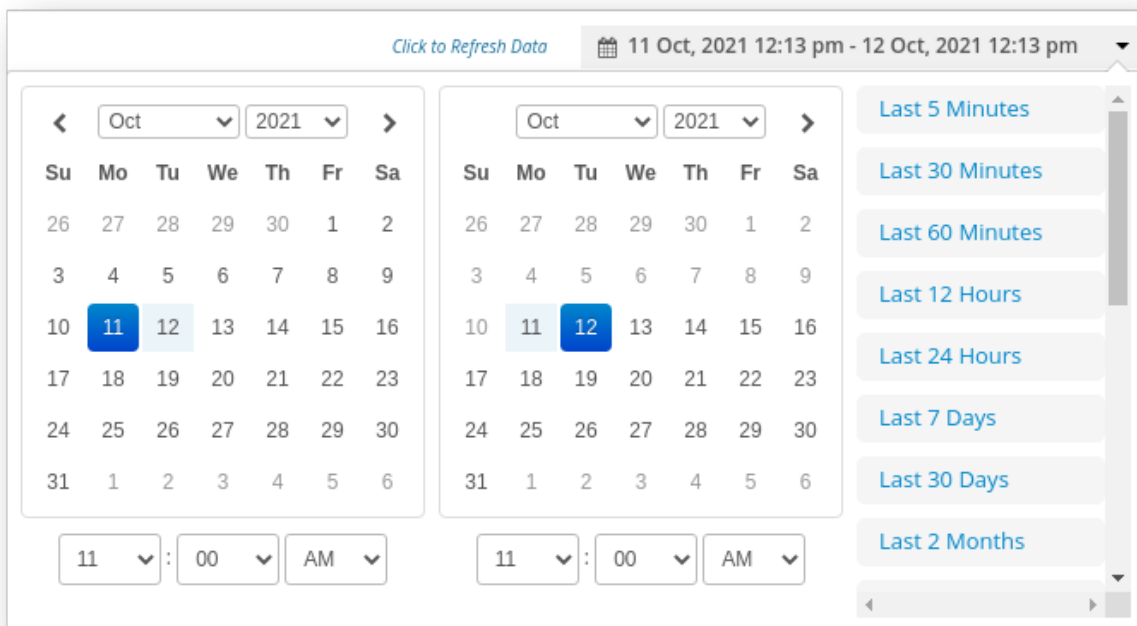 Click to Refresh Data 11 Oct, 2021 12:13 pm - 12 Oct, 2021 12:13 pm
Oct 2021
Su Mo Tu We Th Fr Sa
26 27 28 29 30 1 2
3 4 5 6 7 8 9
10 11 12 13 14 15 16
17 18 19 20 21 22 23
24 25 26 27 28 29 30
31 1 2 3 4 5 6
11 : 00 AM
Oct 2021
Su Mo Tu We Th Fr Sa
26 27 28 29 30 1 2
3 4 5 6 7 8 9
10 11 12 13 14 15 16
17 18 19 20 21 22 23
24 25 26 27 28 29 30
31 1 2 3 4 5 6
11 : 00 AM
Last 5 Minutes
Last 30 Minutes
Last 60 Minutes
Last 12 Hours
Last 24 Hours
Last 7 Days
Last 30 Days
Last 2 Months